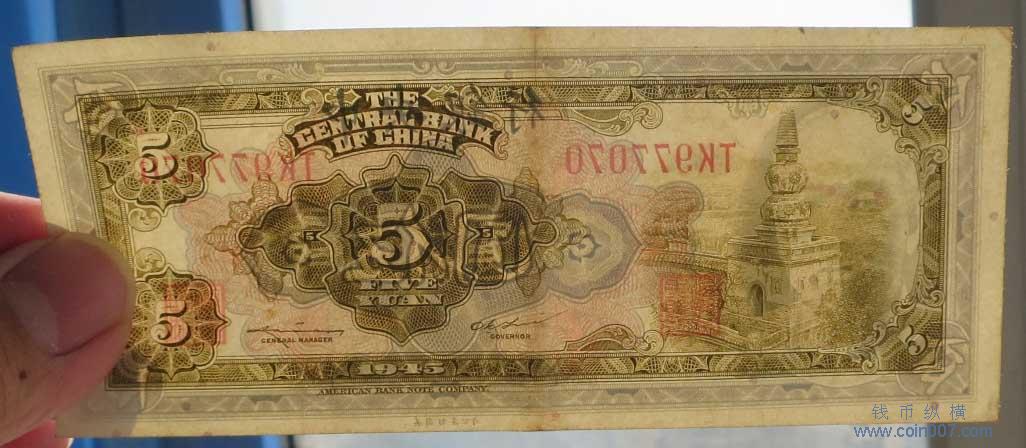 THE
CENTRAL BANK
OF CHINA
5
TK977070
TK977070
5
FIVE
YUAN
5
5
5
GENERAL MANAGER
GOVERNOR
1945
AMERICAN BANK NOTE COMPANY.
钱币纵横
www.coin007.com